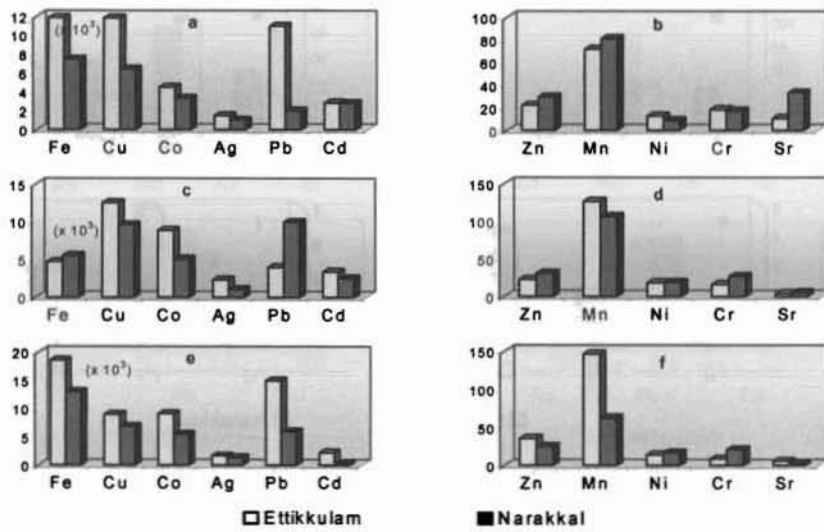 12 10 8 6 4 2 0 (x 10³) a Fe Cu Co Ag Pb Cd
100 80 60 40 20 0 b Zn Mn Ni Cr Sr
15 10 5 0 (x 10³) c Fe Cu Co Ag Pb Cd
150 100 50 0 d Zn Mn Ni Cr Sr
20 15 10 5 0 (x 10³) e Fe Cu Co Ag Pb Cd
150 100 50 0 f Zn Mn Ni Cr Sr
Ettikkulam Narakkal